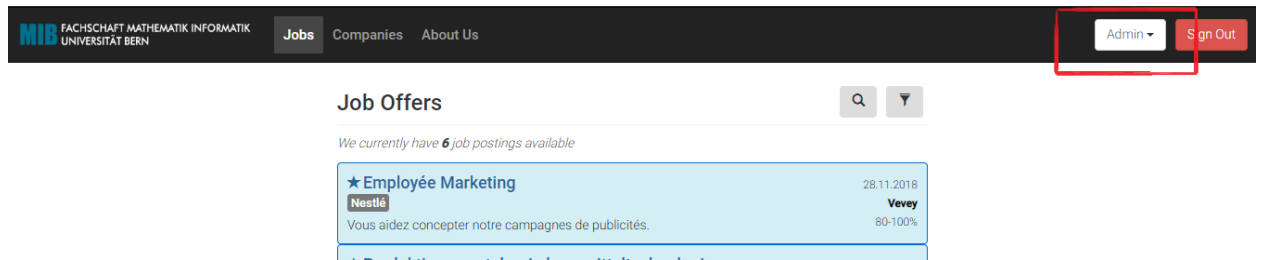 MIB FACHSCHAFT MATHEMATIK INFORMATIK
UNIVERSITÄT BERN
Jobs Companies About Us
Admin
Sign Out
Job Offers
We currently have 6 job postings available
★Employée Marketing
28.11.2018
Nestlé
Vevey
Vous aidez concepter notre campagnes de publicités.
80-100%